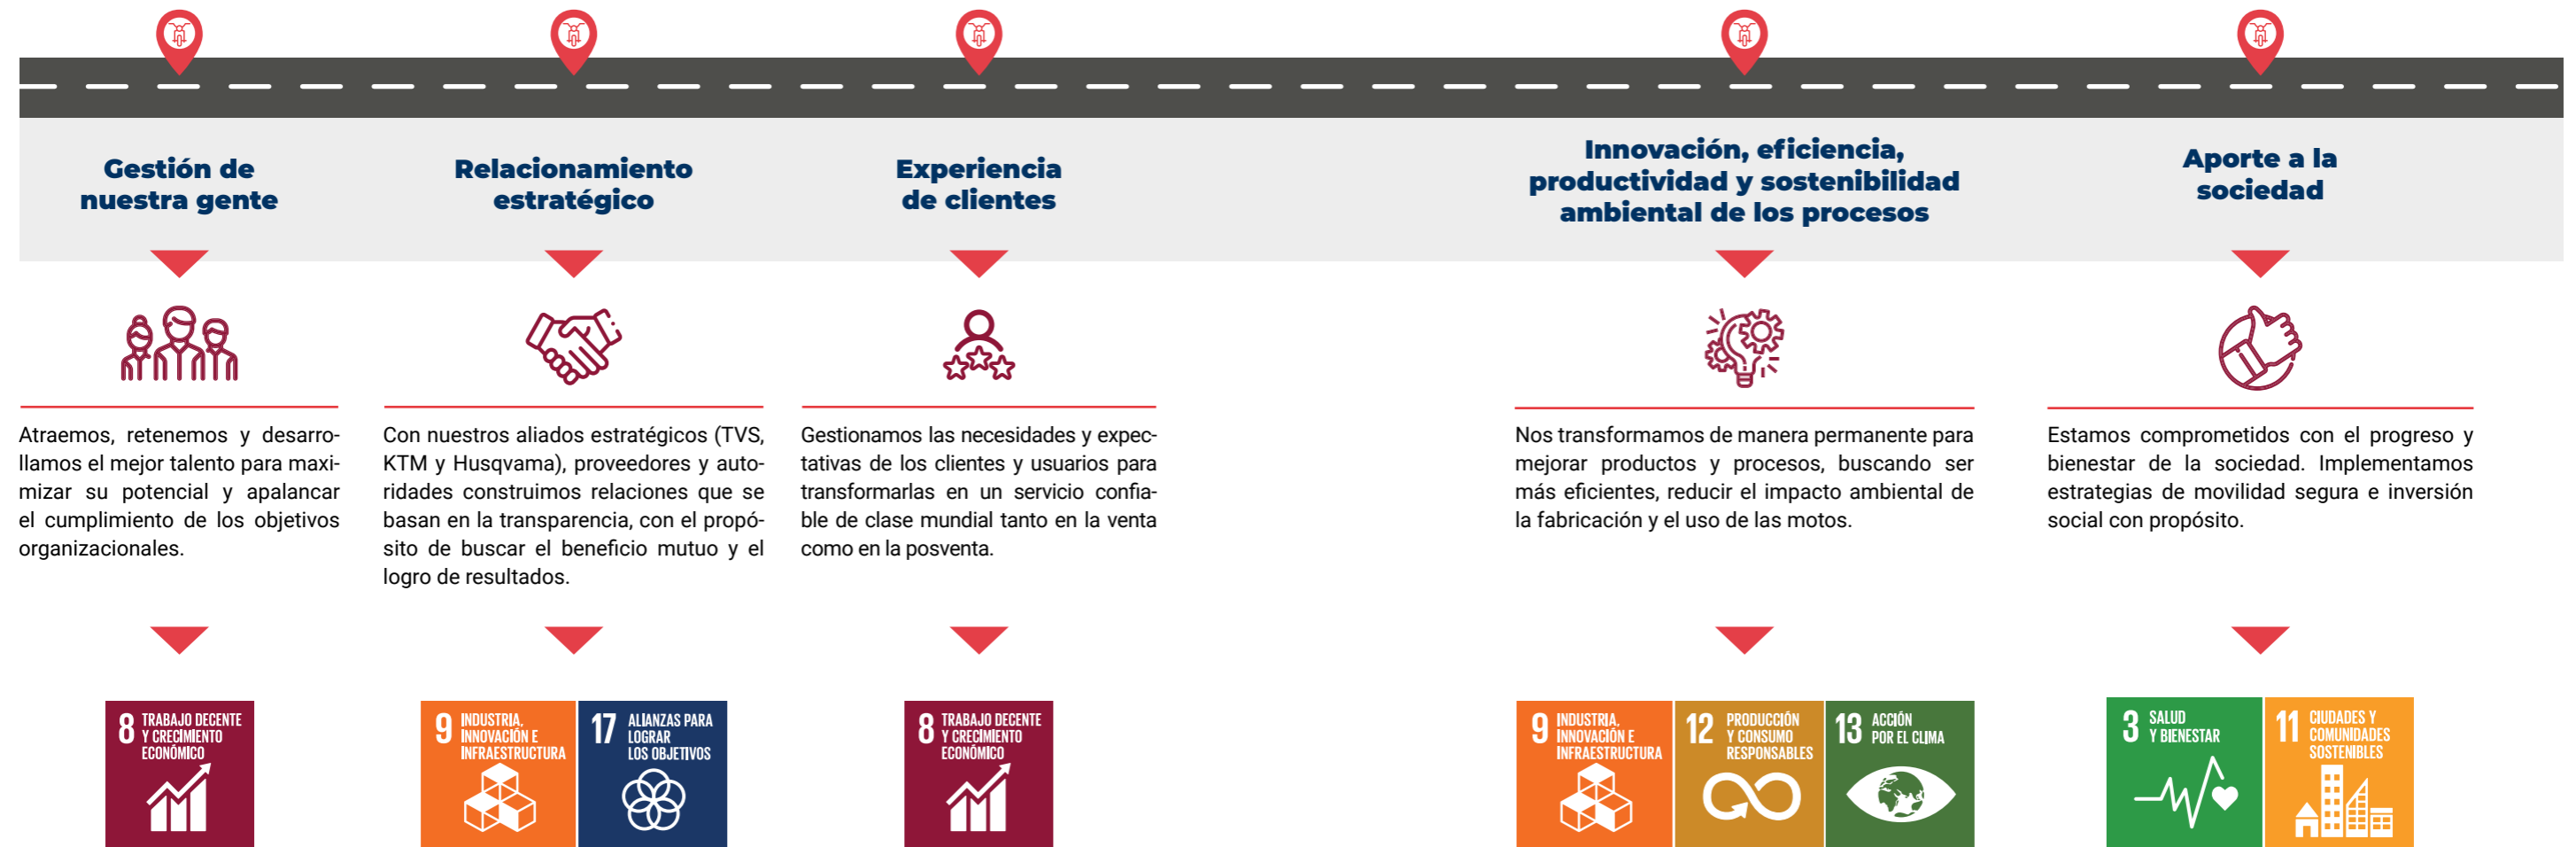 Gestión de
nuestra gente
Atraemos, retenemos y desarro-
llamos el mejor talento para maxi-
mizar su potencial y apalancar
el cumplimiento de los objetivos
organizacionales.
8 TRABAJO DECENTE
Y CRECIMIENTO
ECONÓMICO
Relacionamiento
estratégico
Con nuestros aliados estratégicos (TVS,
KTM y Husqvama), proveedores y auto-
ridades construimos relaciones que se
basan en la transparencia, con el propó-
sito de buscar el beneficio mutuo y el
logro de resultados.
9 INDUSTRIA,
INNOVACIÓN E
INFRAESTRUCTURA
17 ALIANZAS PARA
LOGRAR
LOS OBJETIVOS
Experiencia
de clientes
Gestionamos las necesidades y expec-
tativas de los clientes y usuarios para
transformarlas en un servicio confia-
ble de clase mundial tanto en la venta
como en la posventa.
8 TRABAJO DECENTE
Y CRECIMIENTO
ECONÓMICO
Innovación, eficiencia,
productividad y sostenibilidad
ambiental de los procesos
Nos transformamos de manera permanente para
mejorar productos y procesos, buscando ser
más eficientes, reducir el impacto ambiental de
la fabricación y el uso de las motos.
9 INDUSTRIA,
INNOVACIÓN E
INFRAESTRUCTURA
12 PRODUCCIÓN
Y CONSUMO
RESPONSABLES
13 ACCIÓN
POR EL CLIMA
Aporte a la
sociedad
Estamos comprometidos con el progreso y
bienestar de la sociedad. Implementamos
estrategias de movilidad segura e inversión
social con propósito.
3 SALUD
Y BIENESTAR
11 CIUDADES Y
COMUNIDADES
SOSTENIBLES